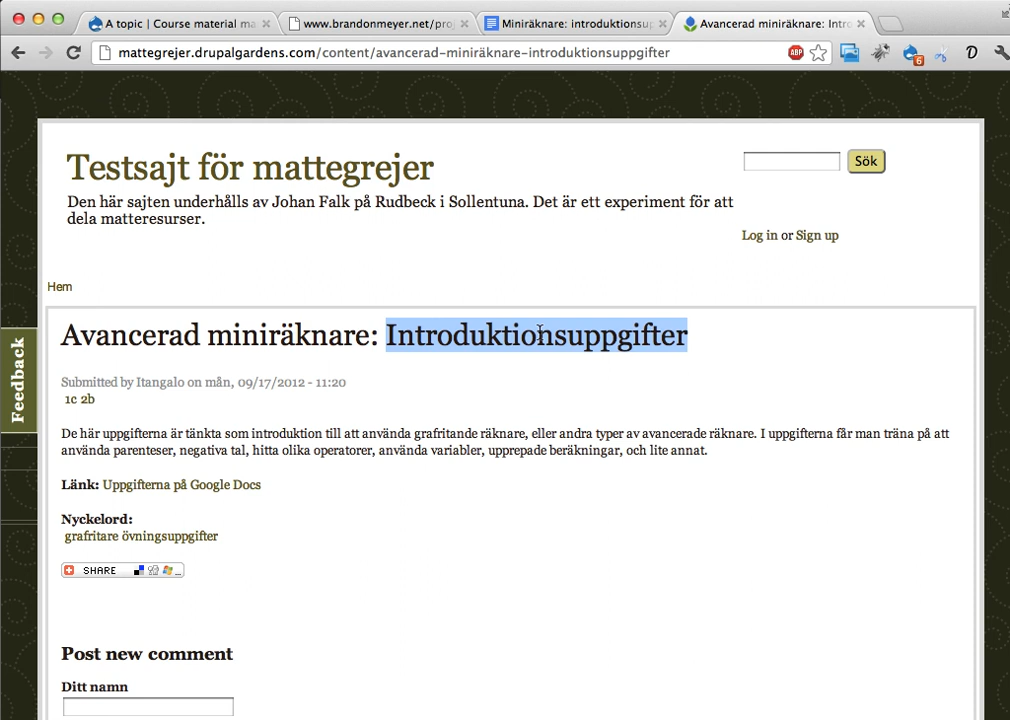 A topic | Course material ma
www.brandonmeyer.net/pro
Miniräknare: introduktionsup
Avancerad miniräknare: Intro
mattegrejer.drupalgardens.com/content/avancerad-miniräknare-introduktionsuppgifter
ABP
6
D
Testsajt för mattegrejer
Sök
Den här sajten underhålls av Johan Falk på Rudbeck i Sollentuna. Det är ett experiment för att
dela matteresurser.
Log in or Sign up
Hem
Feedback
Avancerad miniräknare: Introduktionsuppgifter
Submitted by Itangalo on mån, 09/17/2012 - 11:20
1c 2b
De här uppgifterna är tänkta som introduktion till att använda grafritande räknare, eller andra typer av avancerade räknare. I uppgifterna får man träna på att
använda parenteser, negativa tal, hitta olika operatorer, använda variabler, upprepade beräkningar, och lite annat.
Länk: Uppgifterna på Google Docs
Nyckelord:
grafritare övningsuppgifter
SHARE
Post new comment
Ditt namn